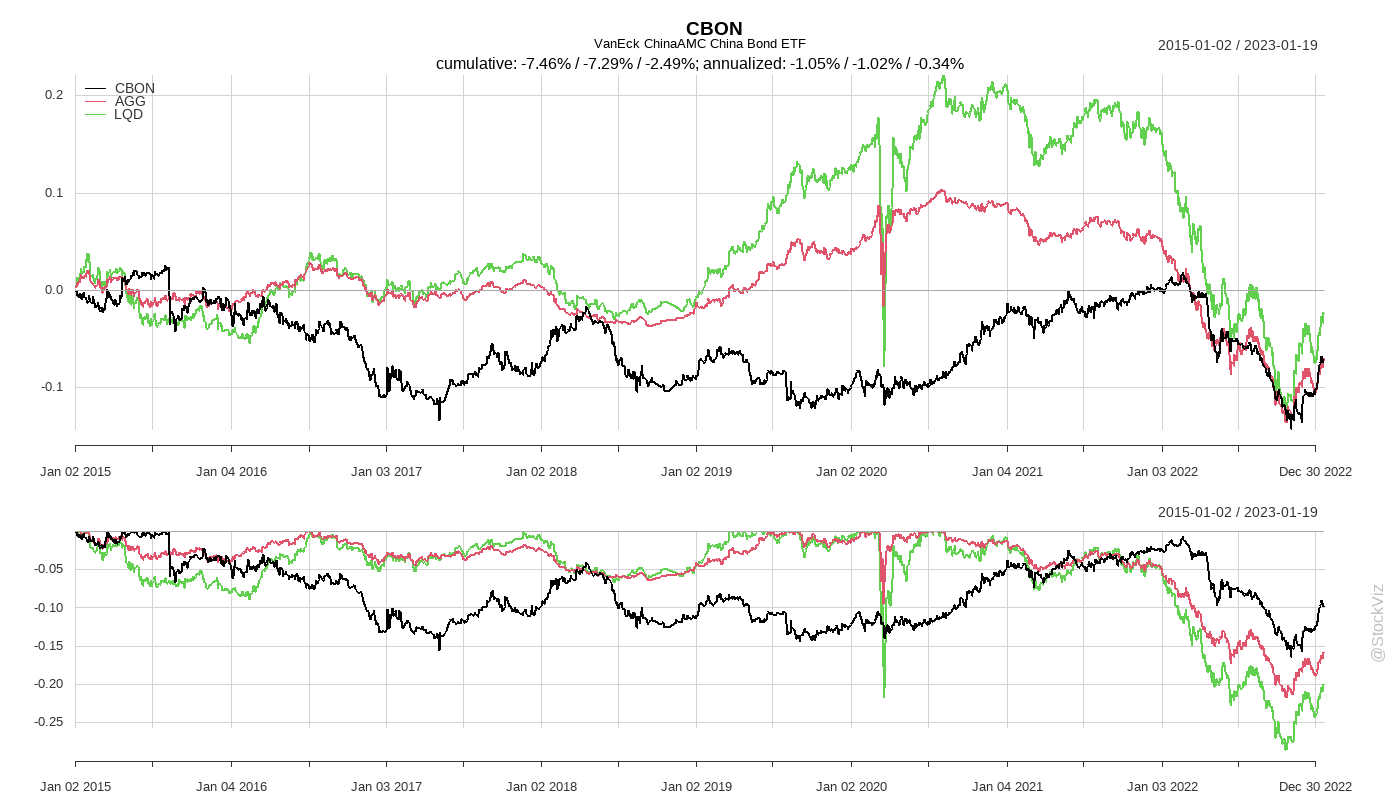 CBON
VanEck ChinaAMC China Bond ETF
2015-01-02 / 2023-01-19
cumulative: -7.46% / -7.29% / -2.49%; annualized: -1.05% / -1.02% / -0.34%
CBON
AGG
LQD
0.2
0.1
0.0
-0.1
Jan 02 2015 Jan 04 2016 Jan 03 2017 Jan 02 2018 Jan 02 2019 Jan 02 2020 Jan 04 2021 Jan 03 2022 Dec 30 2022
2015-01-02 / 2023-01-19
-0.05
-0.10
-0.15
-0.20
-0.25
Jan 02 2015 Jan 04 2016 Jan 03 2017 Jan 02 2018 Jan 02 2019 Jan 02 2020 Jan 04 2021 Jan 03 2022 Dec 30 2022
@StockViz